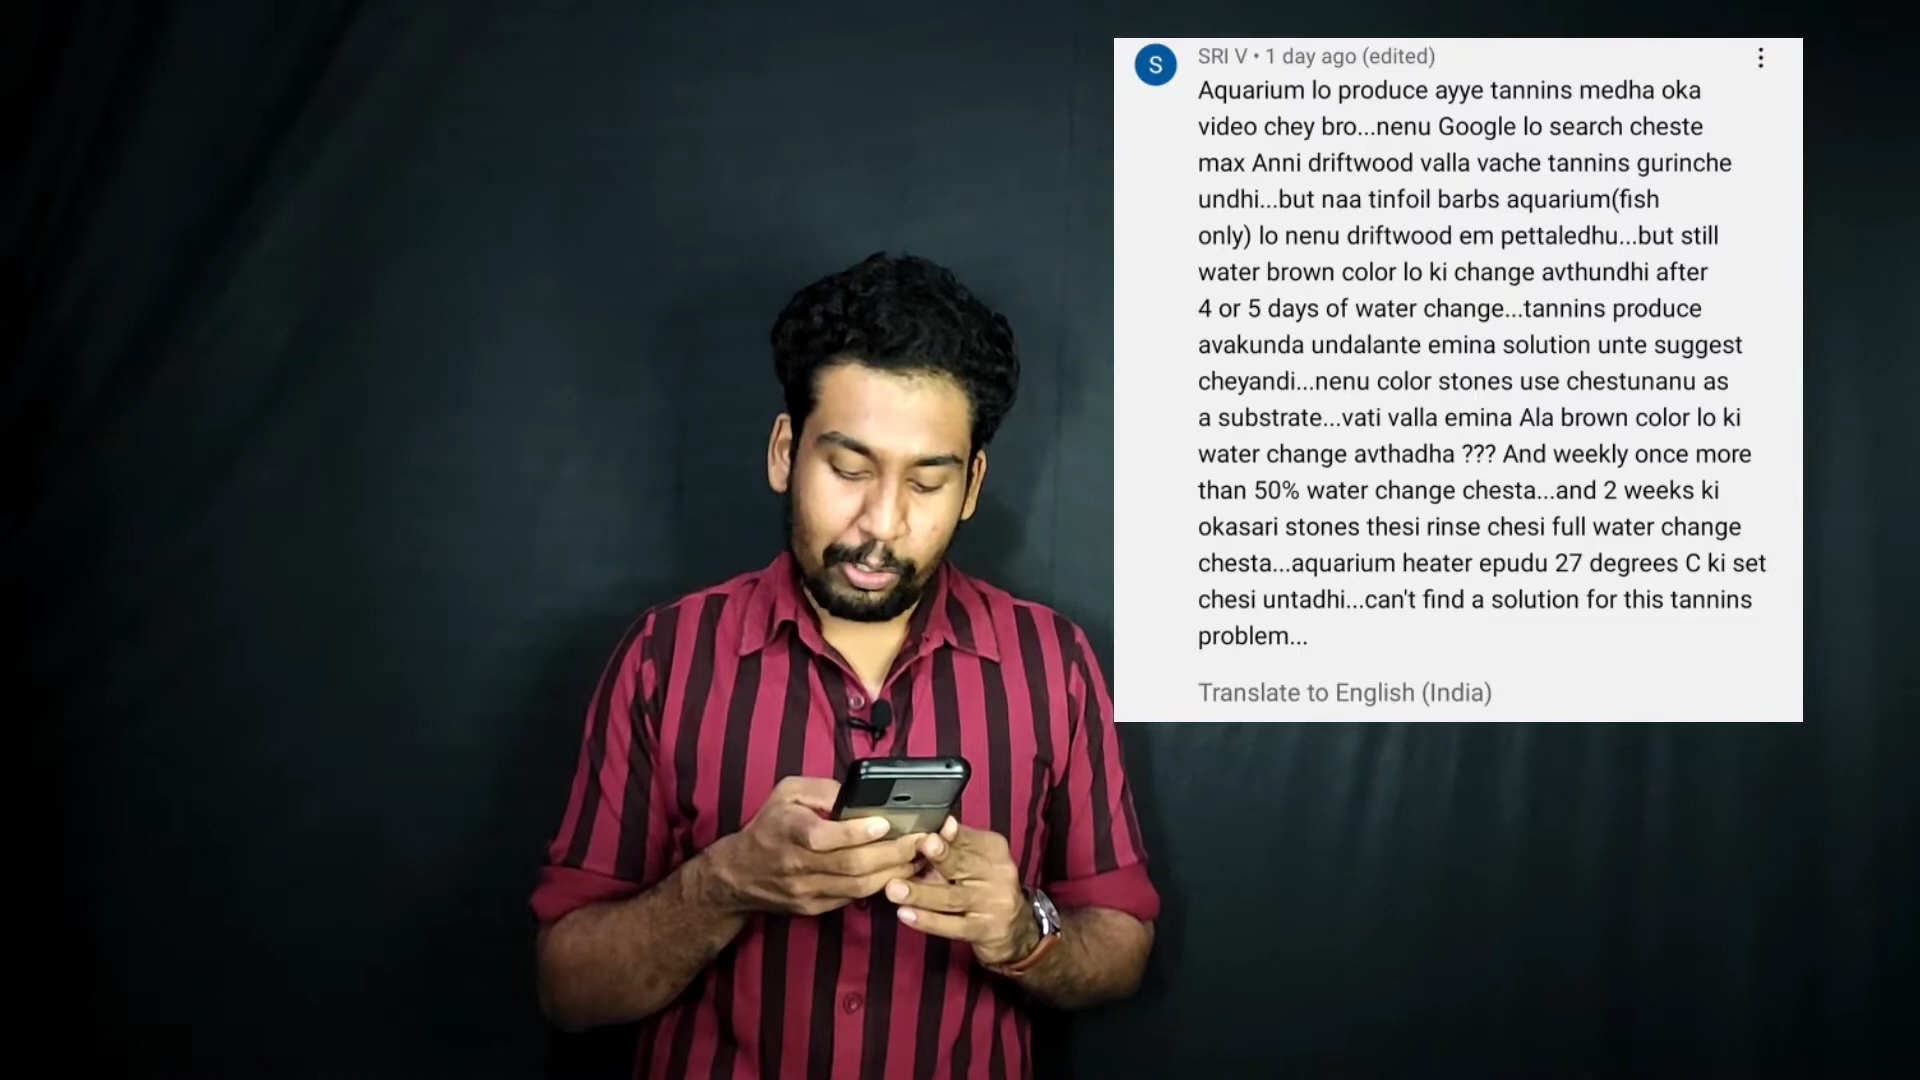 S
SRI V • 1 day ago (edited)
Aquarium lo produce ayye tannins medha oka
video chey bro...nenu Google lo search cheste
max Anni driftwood valla vache tannins gurinche
undhi...but naa tinfoil barbs aquarium(fish
only) lo nenu driftwood em pettaledhu...but still
water brown color lo ki change avthundhi after
4 or 5 days of water change...tannins produce
avakunda undalante emina solution unte suggest
cheyandi...nenu color stones use chestunanu as
a substrate...vati valla emina Ala brown color lo ki
water change avthadha ??? And weekly once more
than 50% water change chesta...and 2 weeks ki
okasari stones thesi rinse chesi full water change
chesta...aquarium heater epudu 27 degrees C ki set
chesi untadhi...can't find a solution for this tannins
problem...
Translate to English (India)